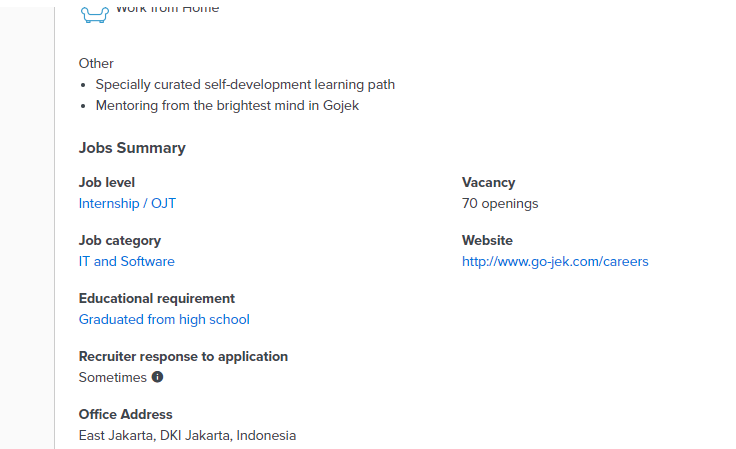 Work from Home
Other
Specially curated self-development learning path
Mentoring from the brightest mind in Gojek
Jobs Summary
Job level
Internship / OJT
Vacancy
70 openings
Job category
IT and Software
Website
http://www.go-jek.com/careers
Educational requirement
Graduated from high school
Recruiter response to application
Sometimes
Office Address
East Jakarta, DKI Jakarta, Indonesia